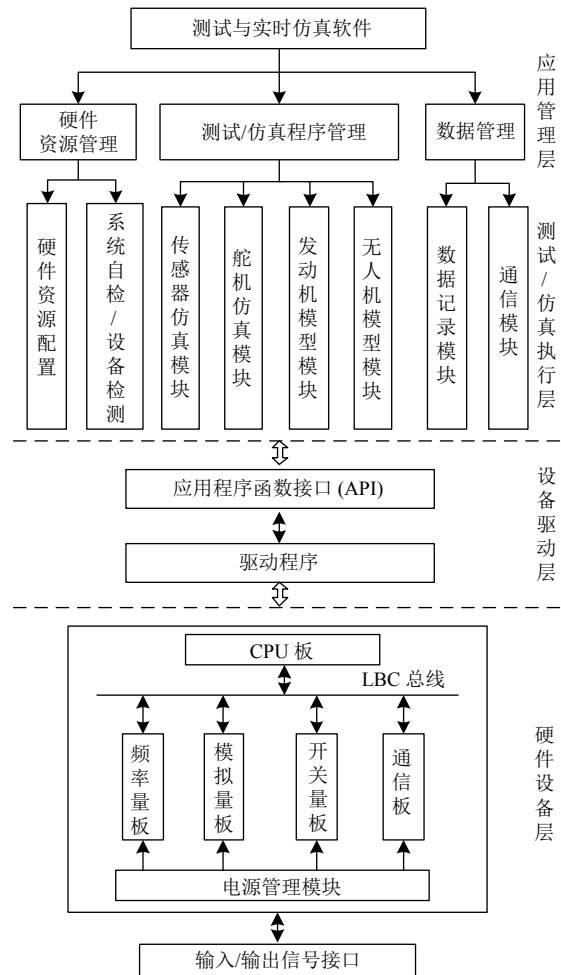 测试与实时仿真软件
硬件
资源管理
测试/仿真程序管理
数据管理
应用管理层
硬件资源配置
系统自检/设备检测
传感器仿真模块
舵机仿真模块
发动机模型模块
无人机模型模块
数据记录模块
通信模块
测试/仿真执行层
应用程序函数接口 (API)
驱动程序
设备驱动层
CPU 板
LBC 总线
频率量板
模拟量板
开关量板
通信板
硬件设备层
电源管理模块
输入/输出信号接口